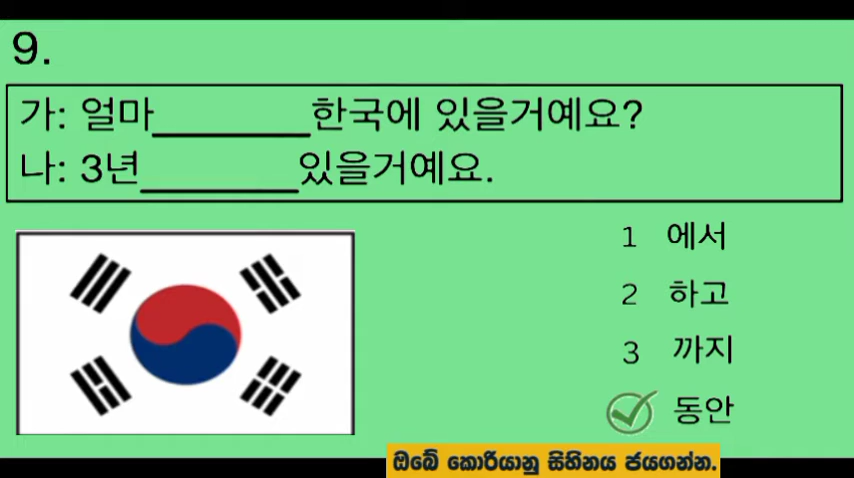 9.
가: 얼마________한국에 있을거예요?
나: 3년________있을거예요.
1 에서
2 하고
3 까지
동안
ඔබේ කොරියානු සිහිනය ජයගන්න.